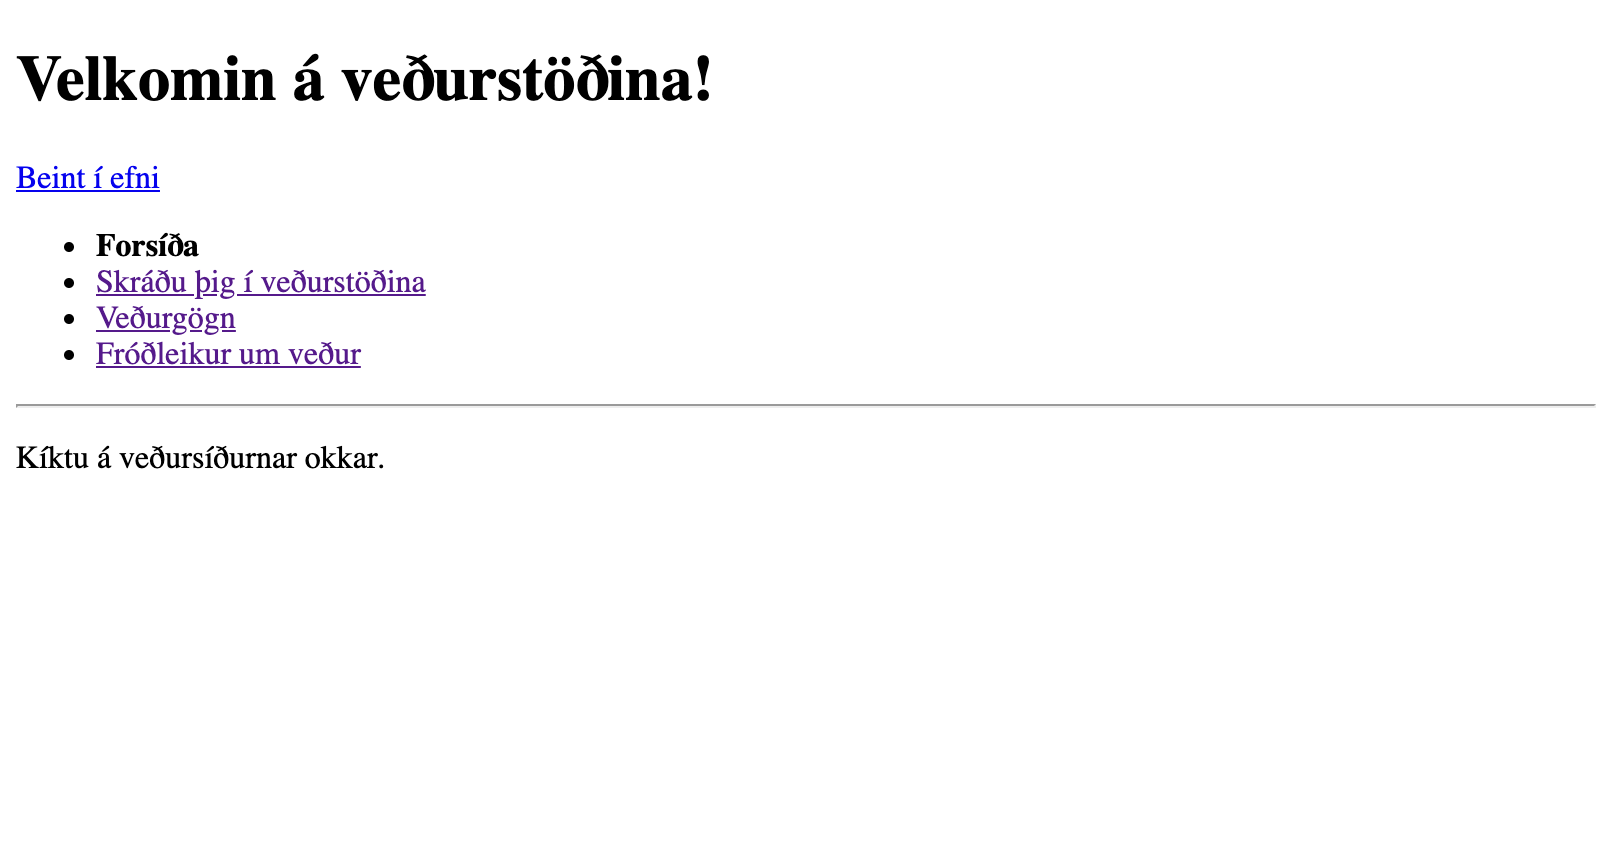 Velkomin á veðurstöðina!
Beint í efni
Forsíða
Skráðu þig í veðurstöðina
Veðurgögn
Fróðleikur um veður
Kíktu á veðursíðurnar okkar.